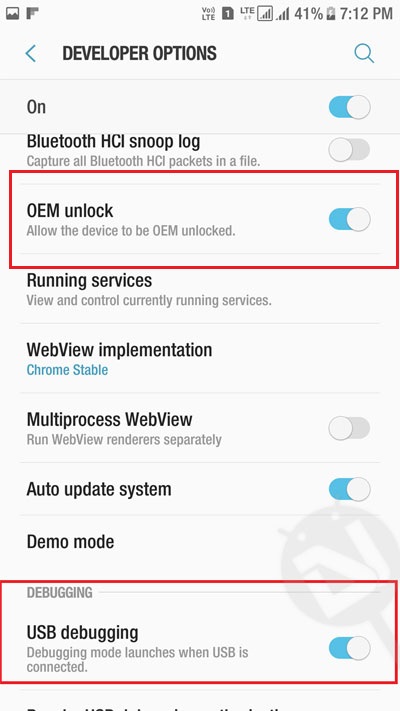 Vo))
LTE
1
LTE
41%
7:12 PM
DEVELOPER OPTIONS
On
Bluetooth HCI snoop log
Capture all Bluetooth HCI packets in a file.
OEM unlock
Allow the device to be OEM unlocked.
Running services
View and control currently running services.
WebView implementation
Chrome Stable
Multiprocess WebView
Run WebView renderers separately
Auto update system
Demo mode
DEBUGGING
USB debugging
Debugging mode launches when USB is
connected.